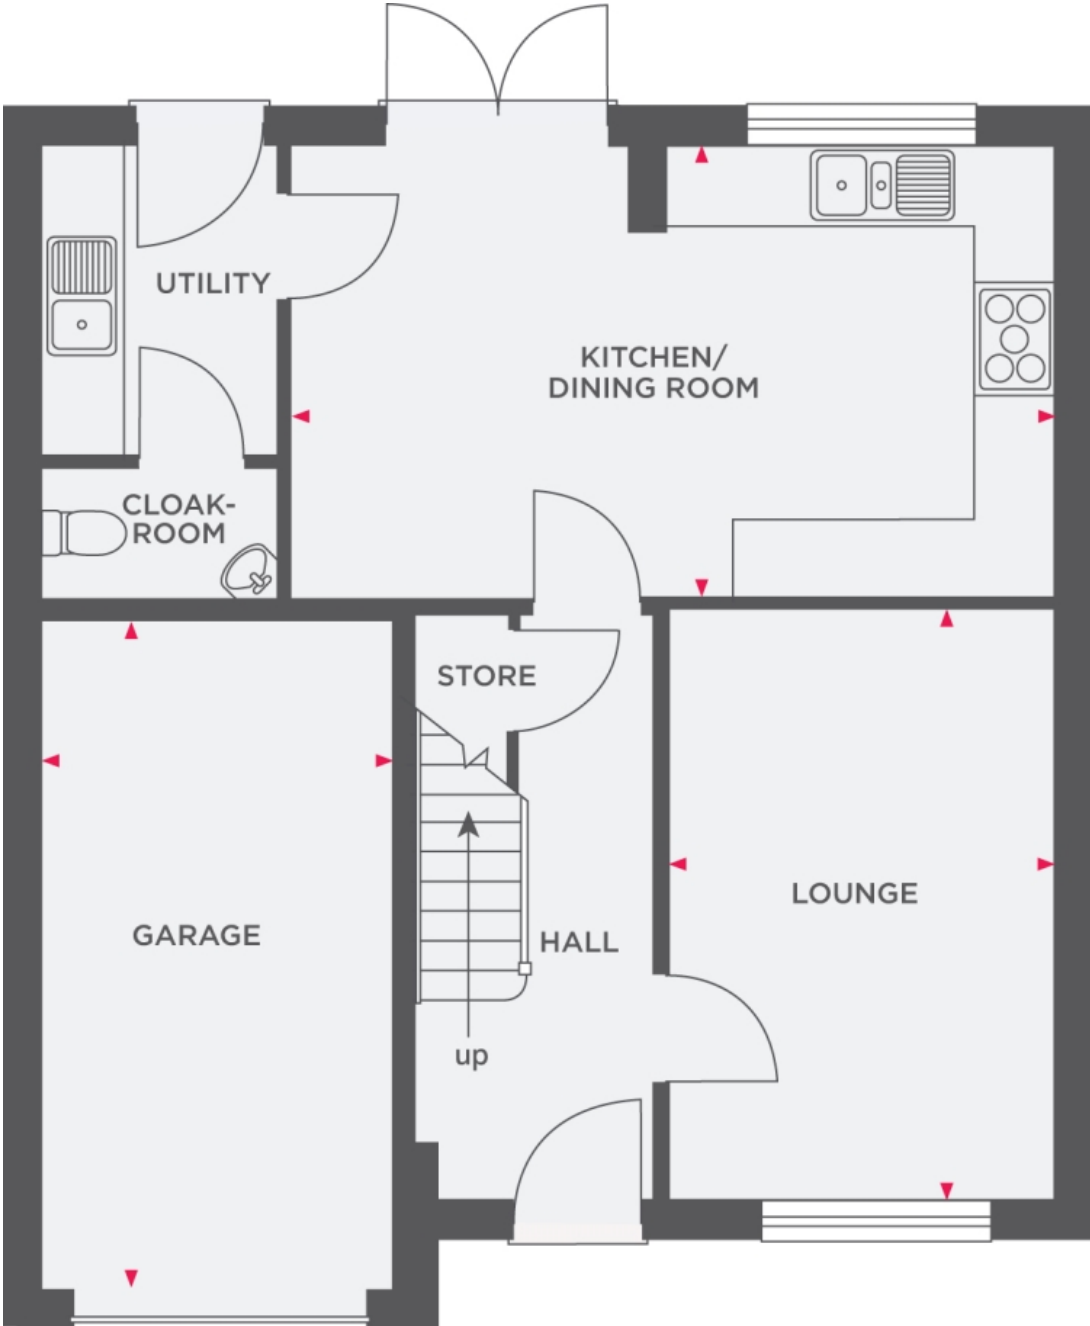 UTILITY
KITCHEN/
DINING ROOM
CLOAK-
ROOM
STORE
LOUNGE
GARAGE
HALL
up